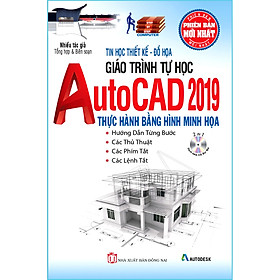 COMPUTER
PHIÊN BẢN
MỚI NHẤT
Nhiều tác giả
Tổng hợp & Biên soạn
TIN HỌC THIẾT KẾ - ĐỒ HỌA
GIÁO TRÌNH TỰ HỌC
AutoCAD 2019
THỰC HÀNH BẰNG HÌNH MINH HỌA
• Hướng Dẫn Từng Bước
• Các Thủ Thuật
• Các Phím Tắt
• Các Lệnh Tắt
NHÀ XUẤT BẢN ĐỒNG NAI
AUTODESK